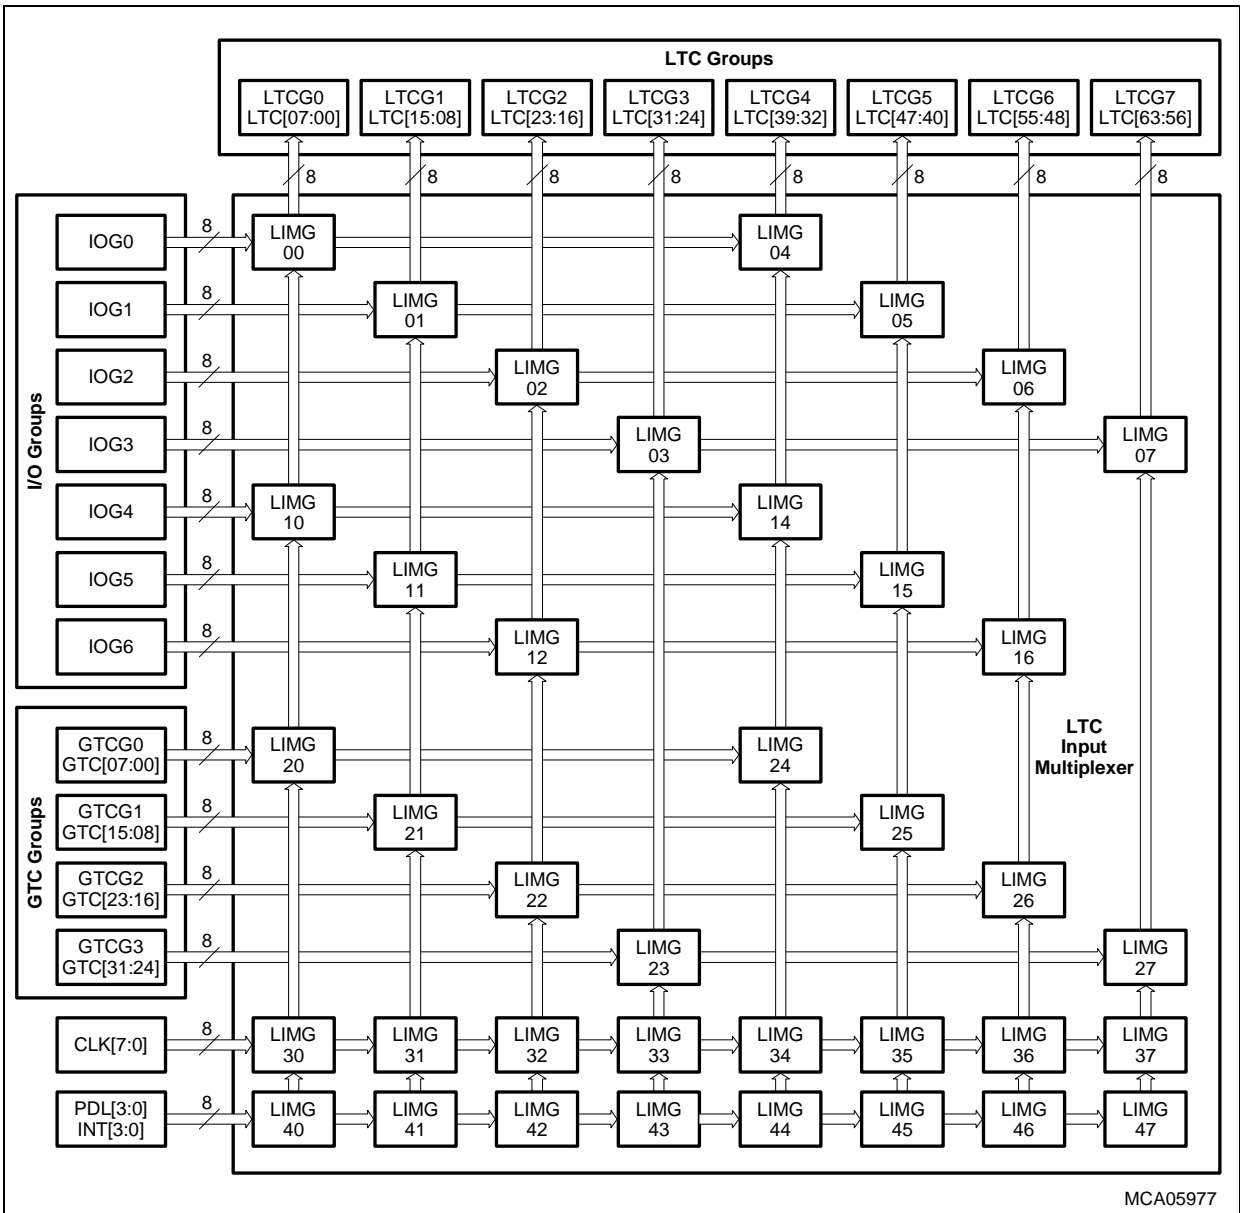 LTC Groups
LTCG0
LTC[07:00]
LTCG1
LTC[15:08]
LTCG2
LTC[23:16]
LTCG3
LTC[31:24]
LTCG4
LTC[39:32]
LTCG5
LTC[47:40]
LTCG6
LTC[55:48]
LTCG7
LTC[63:56]
8
8
8
8
8
8
8
8
I/O Groups
IOG0
8
LIMG
00
LIMG
04
IOG1
8
LIMG
01
LIMG
05
IOG2
8
LIMG
02
LIMG
06
IOG3
8
LIMG
03
LIMG
07
IOG4
8
LIMG
10
LIMG
14
IOG5
8
LIMG
11
LIMG
15
IOG6
8
LIMG
12
LIMG
16
LTC
Input
Multiplexer
GTC Groups
GTCG0
GTC[07:00]
8
LIMG
20
LIMG
24
GTCG1
GTC[15:08]
8
LIMG
21
LIMG
25
GTCG2
GTC[23:16]
8
LIMG
22
LIMG
26
GTCG3
GTC[31:24]
8
LIMG
23
LIMG
27
CLK[7:0]
8
LIMG
30
LIMG
31
LIMG
32
LIMG
33
LIMG
34
LIMG
35
LIMG
36
LIMG
37
PDL[3:0]
INT[3:0]
8
LIMG
40
LIMG
41
LIMG
42
LIMG
43
LIMG
44
LIMG
45
LIMG
46
LIMG
47
MCA05977